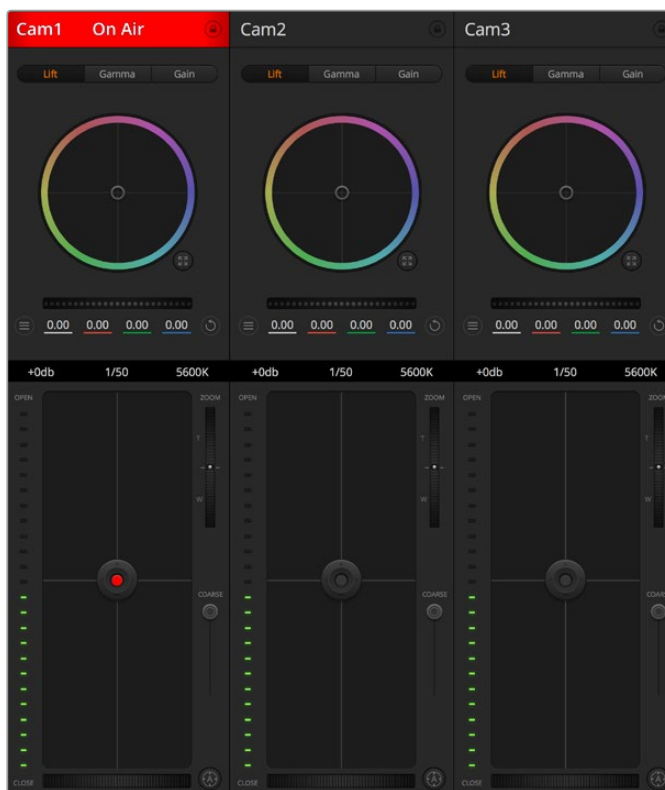 Cam1 On Air Cam2 Cam3
Lift Gamma Gain Lift Gamma Gain Lift Gamma Gain
0.00 0.00 0.00 0.00 0.00 0.00 0.00 0.00 0.00 0.00 0.00 0.00
+0db 1/50 5600K +0db 1/50 5600K +0db 1/50 5600K
OPEN ZOOM OPEN ZOOM OPEN ZOOM
T T T
W W W
COARSE COARSE COARSE
CLOSE A CLOSE A CLOSE A